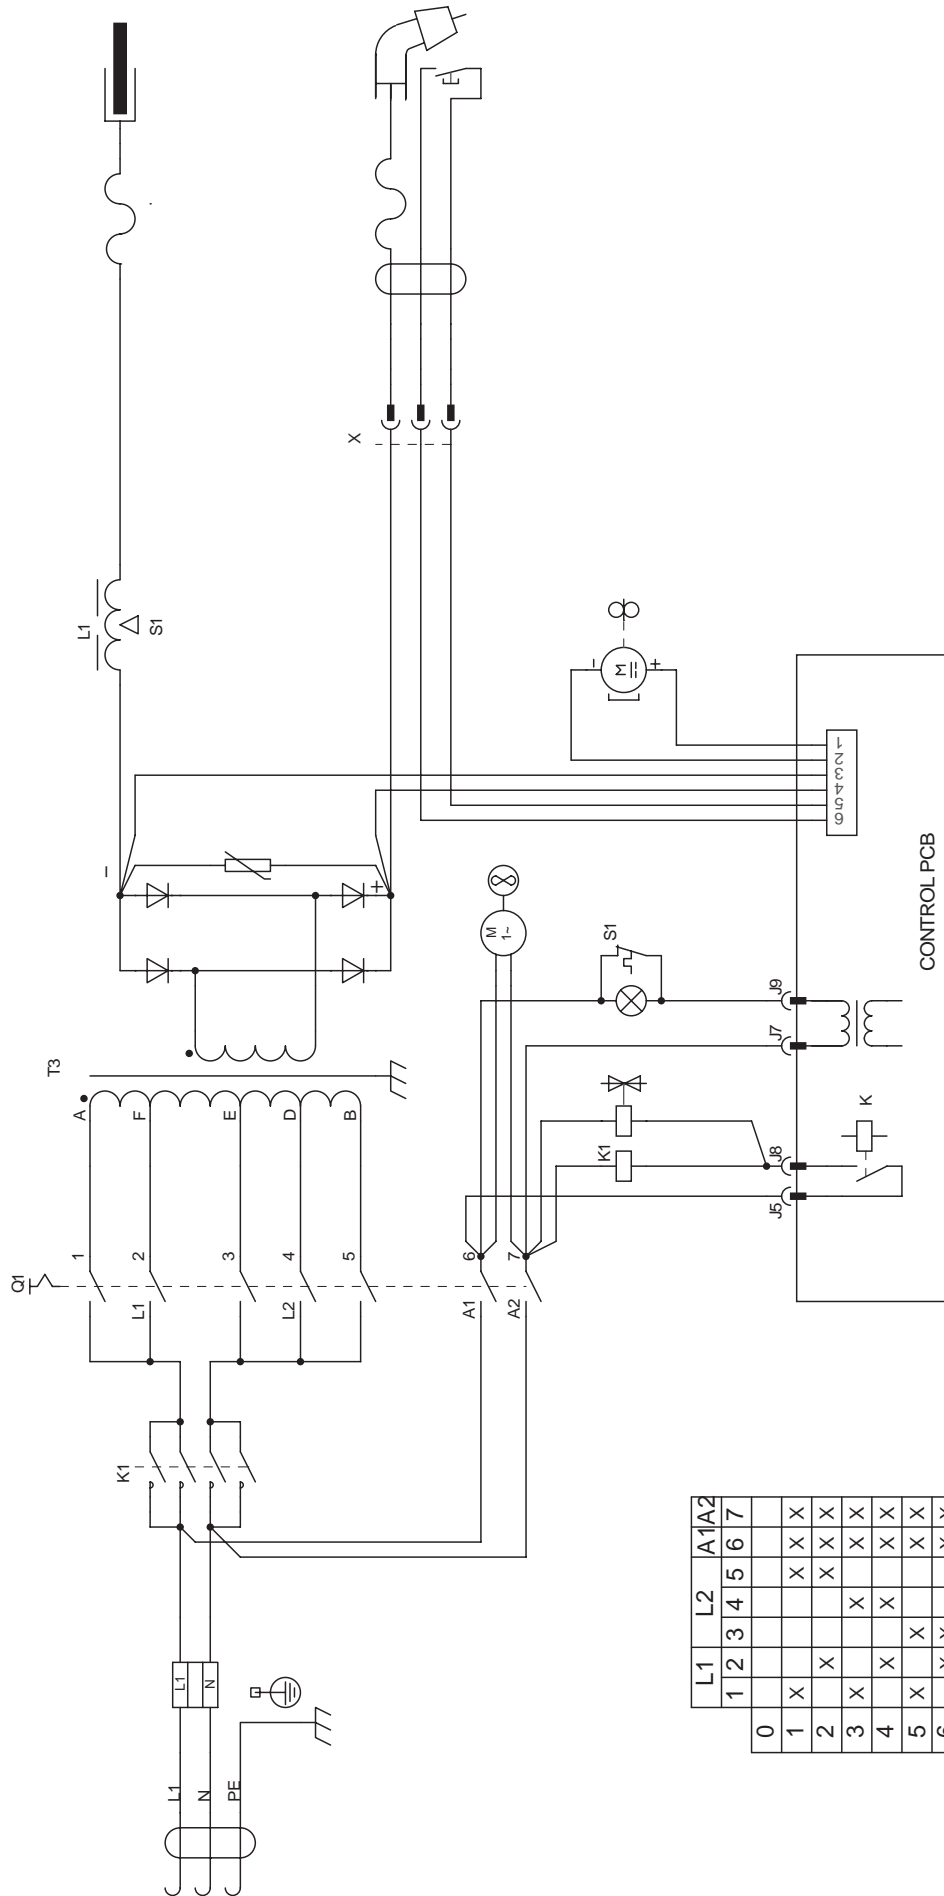 L1
S1
X
M
-
+
-
+
1
2
3
4
5
6
CONTROL PCB
M
1~
S1
J9
J7
J8
J5
K
K1
T3
A
F
E
D
B
Q1
1
2
3
4
5
6
7
L1
L2
A1
A2
K1
L1
N
L1
N
PE
L1 L2 A1 A2
1 2 3 4 5 6 7
0
1 X X X X
2 X X X X
3 X X X X
4 X X X X
5 X X X X
6 X X X X